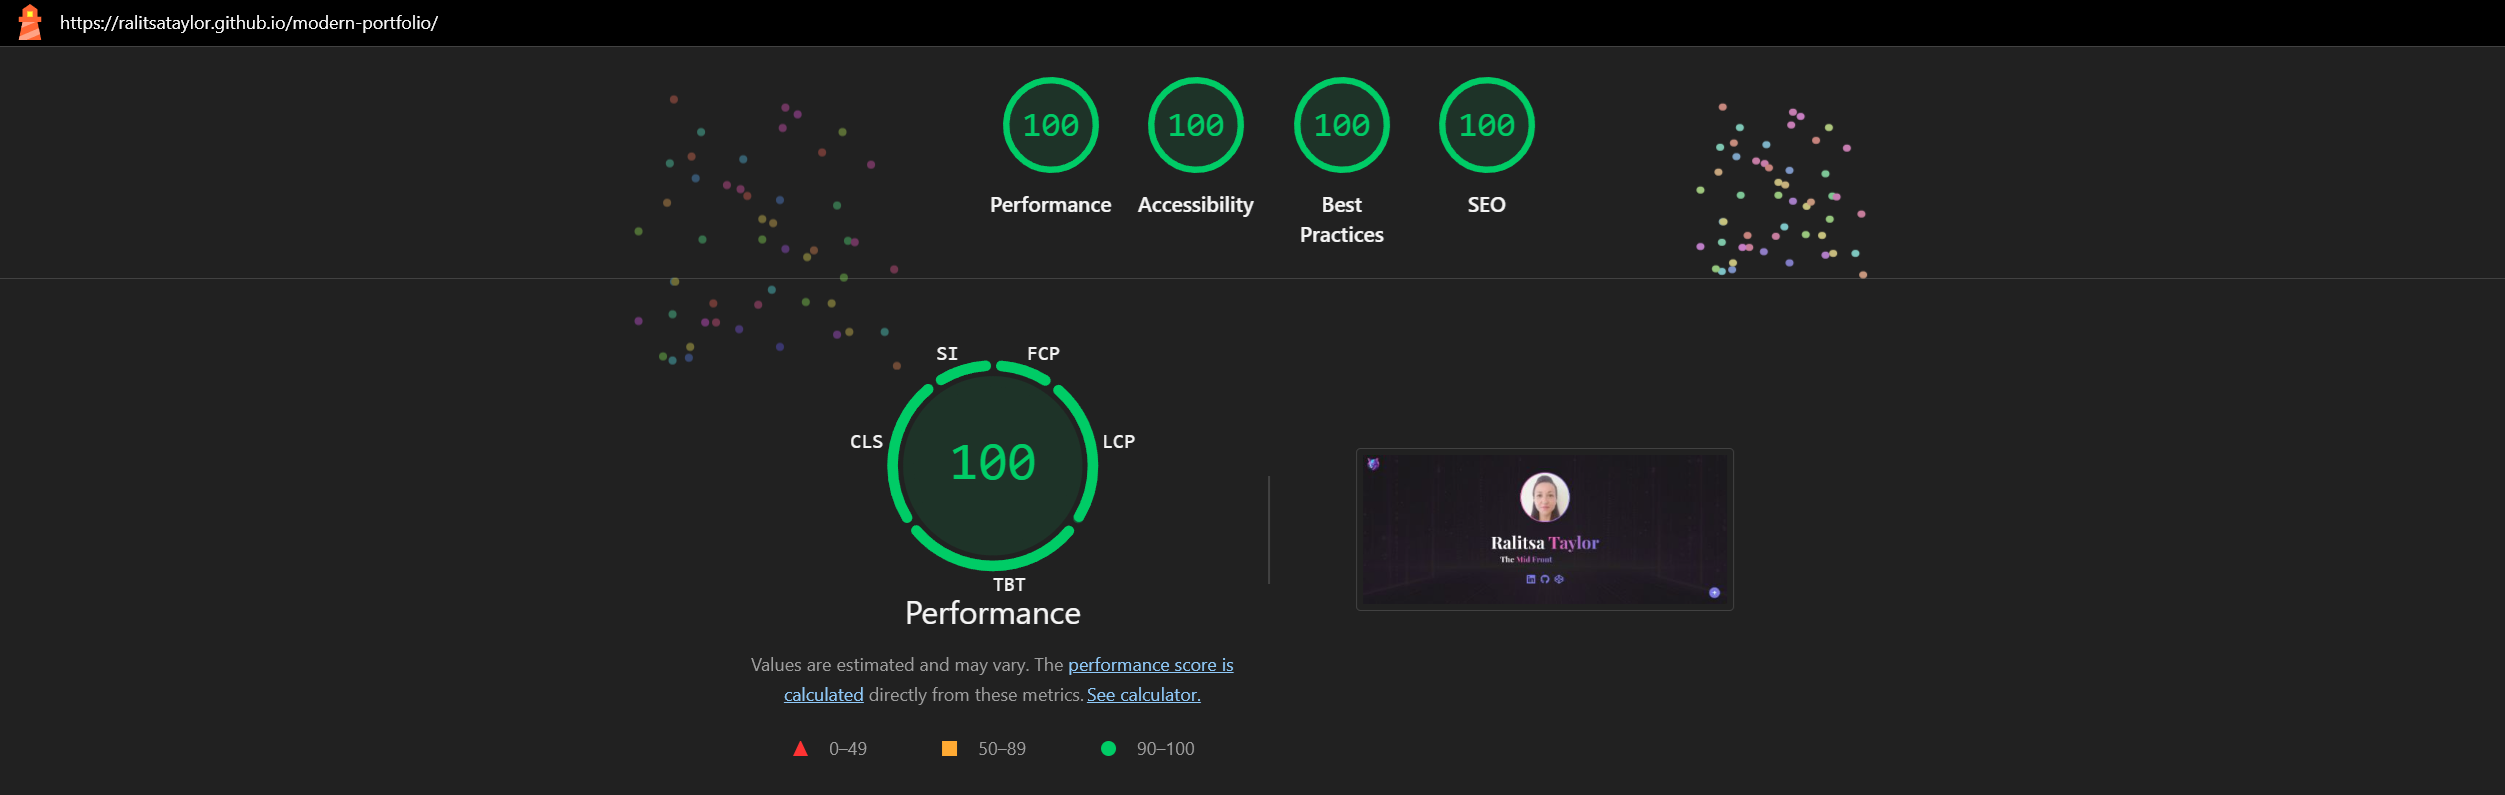 https://ralitsataylor.github.io/modern-portfolio/
100
100
100
100
Performance
Accessibility
Best
Practices
SEO
SI
FCP
CLS
LCP
100
TBT
Performance
Values are estimated and may vary. The performance score is
calculated directly from these metrics. See calculator.
0–49
50–89
90–100
Ralitsa Taylor
The Mid Front